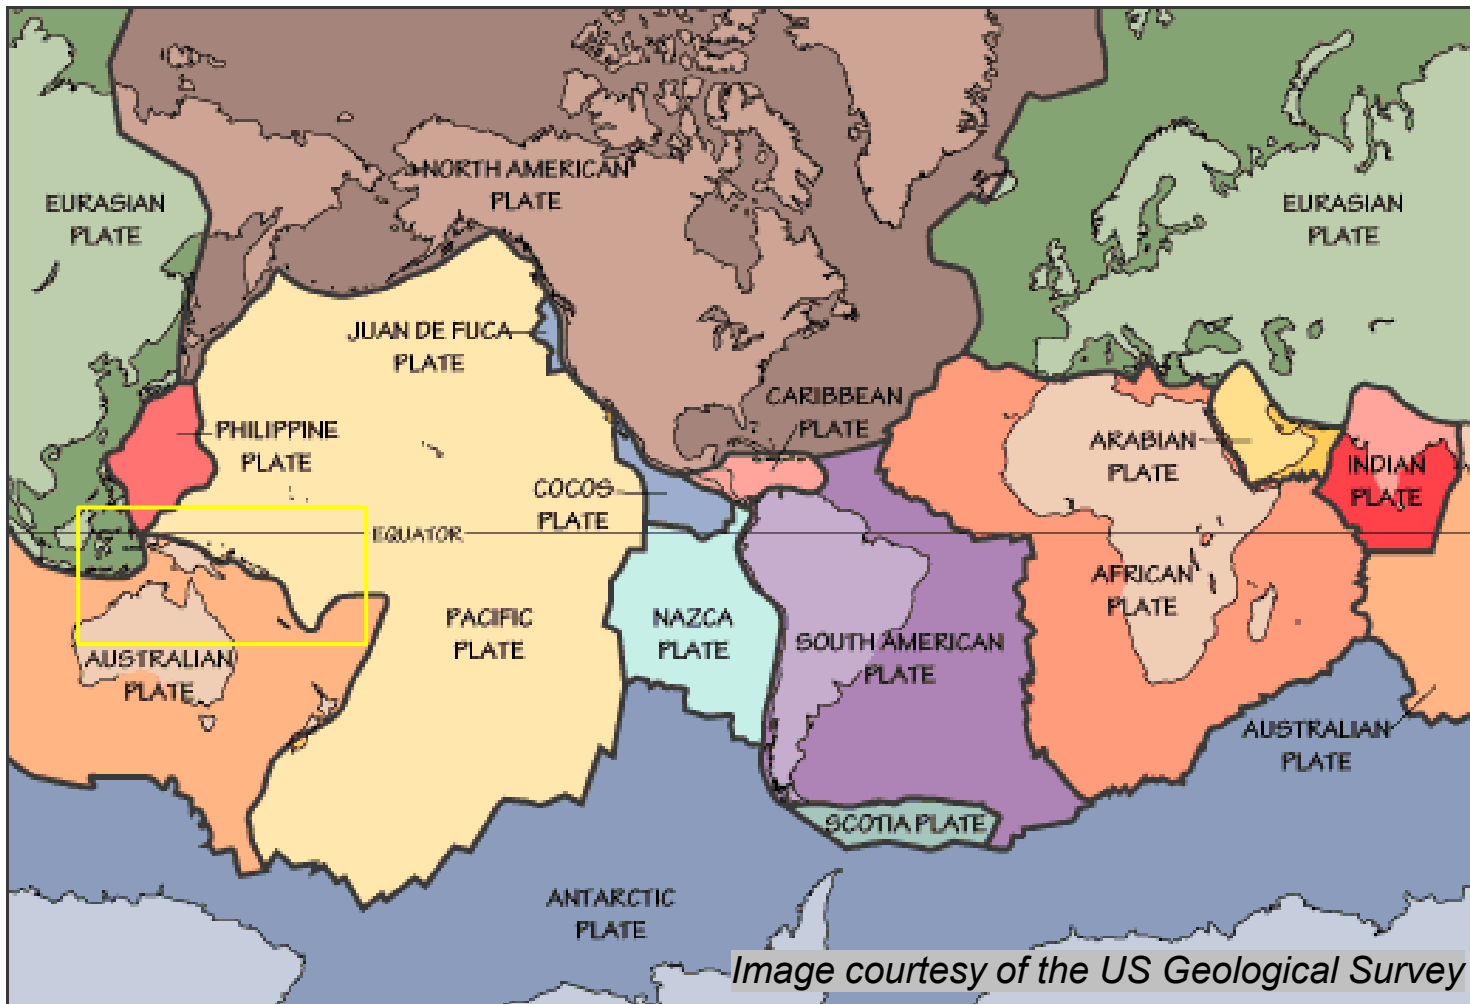 NORTH AMERICAN
PLATE
EURASIAN
PLATE
EURASIAN
PLATE
JUAN DE FUCA
PLATE
CARIBBEAN
PLATE
PHILIPPINE
PLATE
ARABIAN
PLATE
INDIAN
PLATE
COCOS
PLATE
EQUATOR
AFRICAN
PLATE
PACIFIC
PLATE
NAZCA
PLATE
SOUTH AMERICAN
PLATE
AUSTRALIAN
PLATE
AUSTRALIAN
PLATE
SCOTIA PLATE
ANTARCTIC
PLATE
Image courtesy of the US Geological Survey